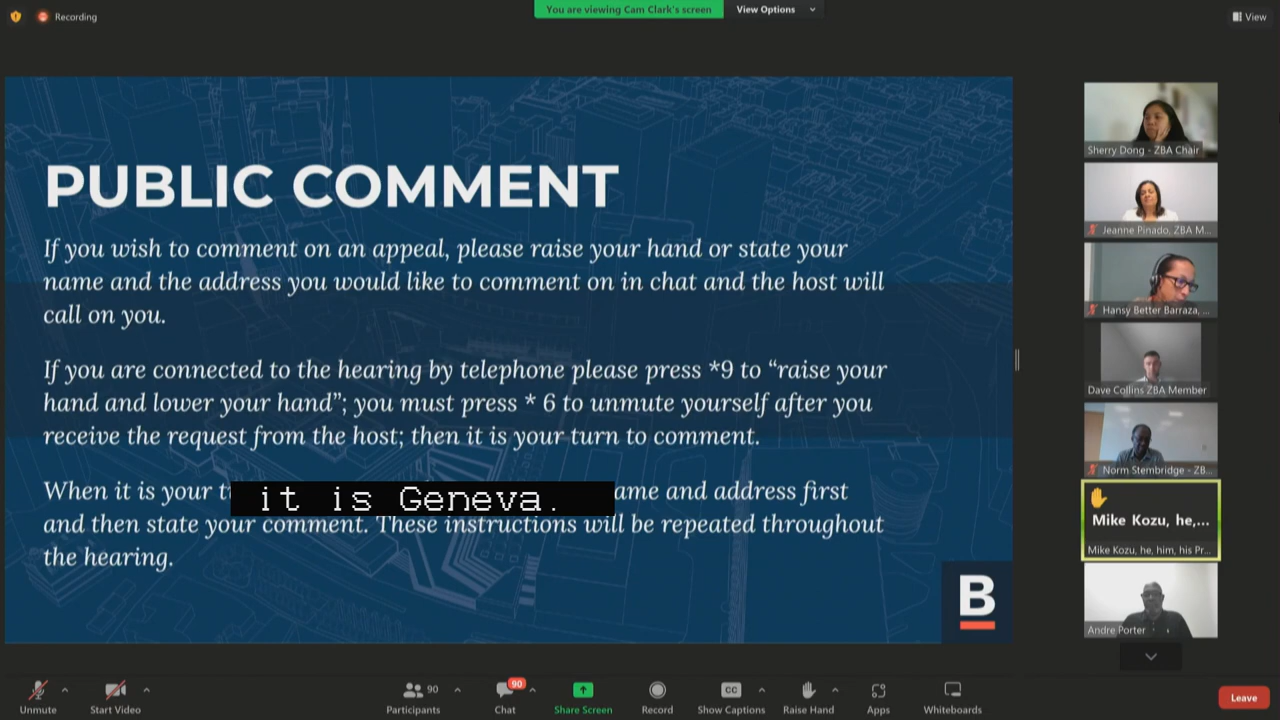 Recording
You are viewing Cam Clark's screen
View Options
View
PUBLIC COMMENT
If you wish to comment on an appeal, please raise your hand or state your
name and the address you would like to comment on in chat and the host will
call on you.
If you are connected to the hearing by telephone please press *9 to “raise your
hand and lower your hand”; you must press * 6 to unmute yourself after you
receive the request from the host; then it is your turn to comment.
When it is your
it is Geneva.
and address first
and then state your comment. These instructions will be repeated throughout
the hearing.
B
Sherry Dong - ZBA Chair
Jeanne Pinado, ZBA M...
Hansy Better Barraza, ...
Dave Collins ZBA Member
Norm Stembridge - ZB...
Mike Kozu, he,...
Mike Kozu, he, him, his Pr...
Andre Porter
Unmute
Start Video
90
Participants
90
Chat
Share Screen
Record
CC
Show Captions
Raise Hand
Apps
Whiteboards
Leave